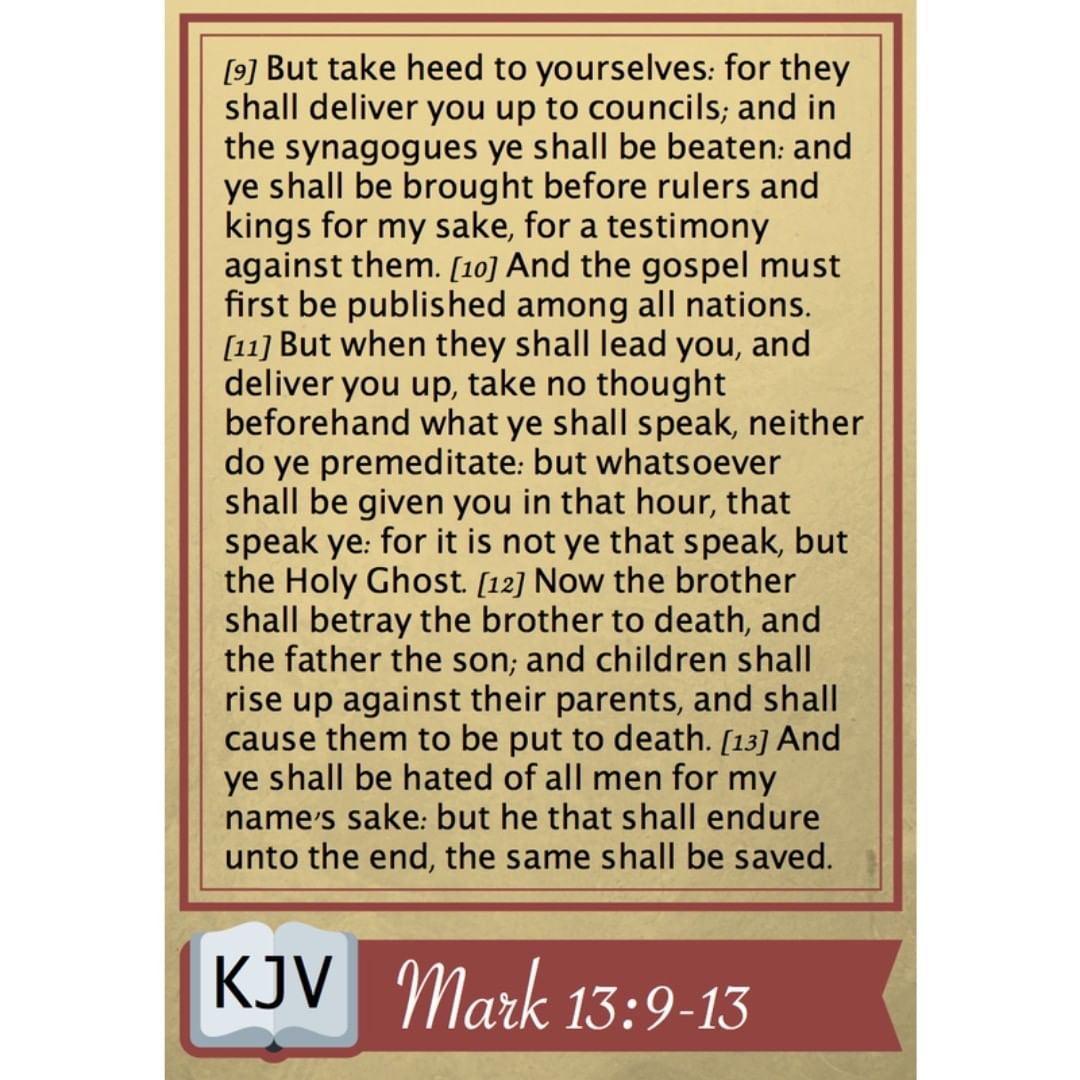 [9] But take heed to yourselves: for they
shall deliver you up to councils; and in
the synagogues ye shall be beaten: and
ye shall be brought before rulers and
kings for my sake, for a testimony
against them. [10] And the gospel must
first be published among all nations.
[11] But when they shall lead you, and
deliver you up, take no thought
beforehand what ye shall speak, neither
do ye premeditate: but whatsoever
shall be given you in that hour, that
speak ye: for it is not ye that speak, but
the Holy Ghost. [12] Now the brother
shall betray the brother to death, and
the father the son; and children shall
rise up against their parents, and shall
cause them to be put to death. [13] And
ye shall be hated of all men for my
name's sake: but he that shall endure
unto the end, the same shall be saved.
KJV
Mark 13:9-13